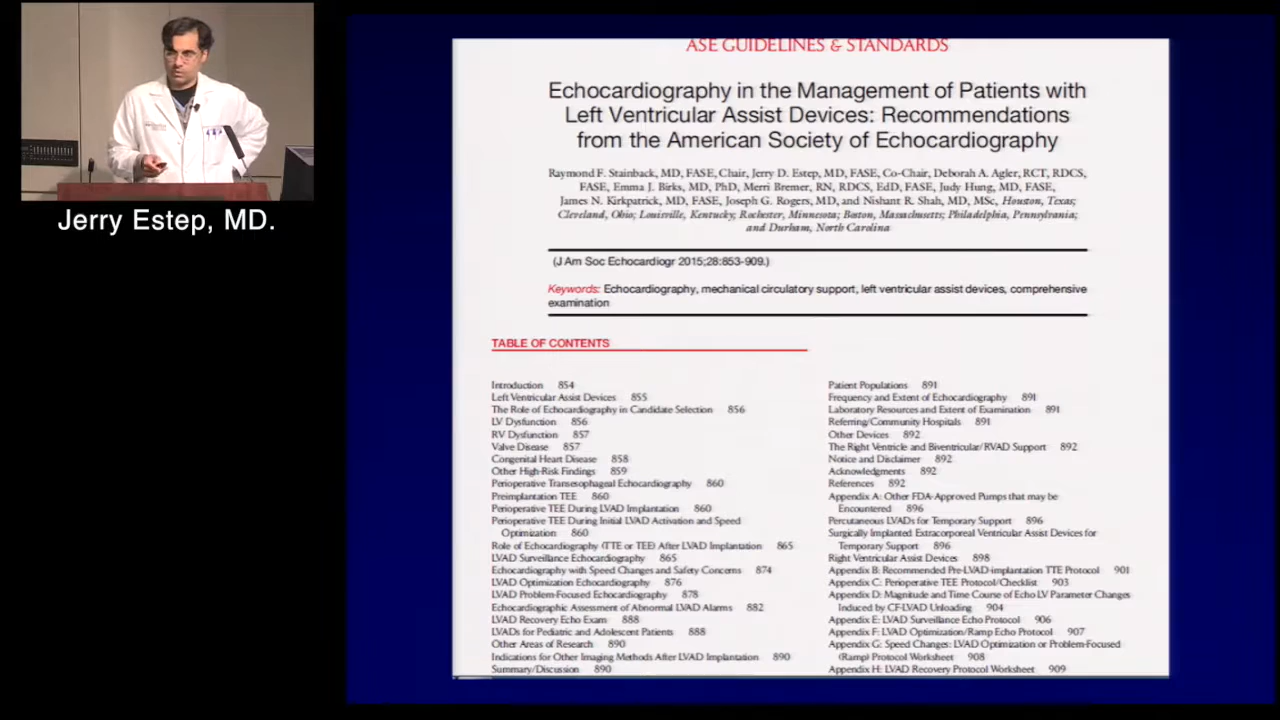 Jerry Estep, MD.
ASE GUIDELINES & STANDARDS
Echocardiography in the Management of Patients with
Left Ventricular Assist Devices: Recommendations
from the American Society of Echocardiography
Raymond F. Stainback, MD, FASE, Chair, Jerry D. Estep, MD, FASE, Co-Chair, Deborah A. Agler, RCT, RDCS,
FASE, Emma J. Birks, MD, PhD, Merri Bremer, RN, RDCS, EdD, FASE, Judy Hung, MD, FASE,
James N. Kirkpatrick, MD, FASE, Joseph G. Rogers, MD, and Nishant R. Shah, MD, MSc, Houston, Texas;
Cleveland, Ohio; Louisville, Kentucky; Rochester, Minnesota; Boston, Massachusetts; Philadelphia, Pennsylvania;
and Durham, North Carolina
(J Am Soc Echocardiogr 2015;28:853-909.)
Keywords: Echocardiography, mechanical circulatory support, left ventricular assist devices, comprehensive
examination
TABLE OF CONTENTS
Introduction 854
Left Ventricular Assist Devices 855
The Role of Echocardiography in Candidate Selection 856
LV Dysfunction 856
RV Dysfunction 857
Valve Disease 857
Congenital Heart Disease 858
Other High-Risk Findings 859
Perioperative Transesophageal Echocardiography 860
Preimplantation TEE 860
Perioperative TEE During LVAD Implantation 860
Perioperative TEE During Initial LVAD Activation and Speed
Optimization 860
Role of Echocardiography (TTE or TEE) After LVAD Implantation 865
LVAD Surveillance Echocardiography 865
Echocardiography with Speed Changes and Safety Concerns 874
LVAD Optimization Echocardiography 876
LVAD Problem-Focused Echocardiography 878
Echocardiographic Assessment of Abnormal LVAD Alarms 882
LVAD Recovery Echo Exam 888
LVADs for Pediatric and Adolescent Patients 888
Other Areas of Research 890
Indications for Other Imaging Methods After LVAD Implantation 890
Summary/Discussion 890
Patient Populations 891
Frequency and Extent of Echocardiography 891
Laboratory Resources and Extent of Examination 891
Referring/Community Hospitals 891
Other Devices 892
The Right Ventricle and Biventricular/RVAD Support 892
Notice and Disclaimer 892
Acknowledgments 892
References 892
Appendix A: Other FDA-Approved Pumps that may be
Encountered 896
Percutaneous LVADs for Temporary Support 896
Surgically Implanted Extracorporeal Ventricular Assist Devices for
Temporary Support 896
Right Ventricular Assist Devices 898
Appendix B: Recommended Pre-LVAD-implantation TTE Protocol 901
Appendix C: Perioperative TEE Protocol/Checklist 903
Appendix D: Magnitude and Time Course of Echo LV Parameter Changes
Induced by CF-LVAD Unloading 904
Appendix E: LVAD Surveillance Echo Protocol 906
Appendix F: LVAD Optimization/Ramp Echo Protocol 907
Appendix G: Speed Changes: LVAD Optimization or Problem-Focused
(Ramp) Protocol Worksheet 908
Appendix H: LVAD Recovery Protocol Worksheet 909